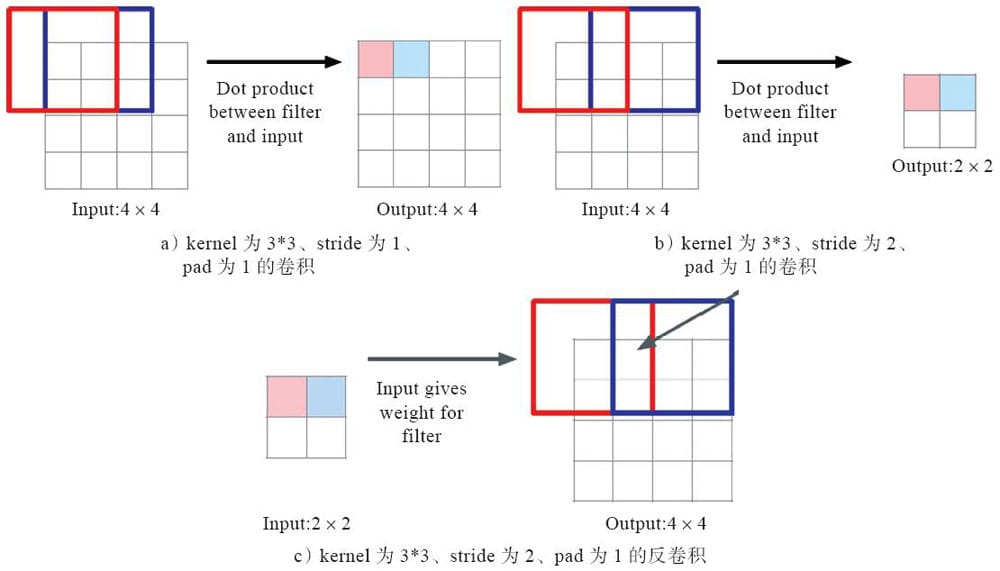 Dot product
between filter
and input
Input:4 × 4
Output:4 × 4
a）kernel 为 3*3、stride 为 1、
pad 为 1 的卷积
Dot product
between filter
and input
Input:4 × 4
Output:2 × 2
b）kernel 为 3*3、stride 为 2、
pad 为 1 的卷积
Input gives
weight for
filter
Input:2 × 2
Output:4 × 4
c）kernel 为 3*3、stride 为 2、pad 为 1 的反卷积